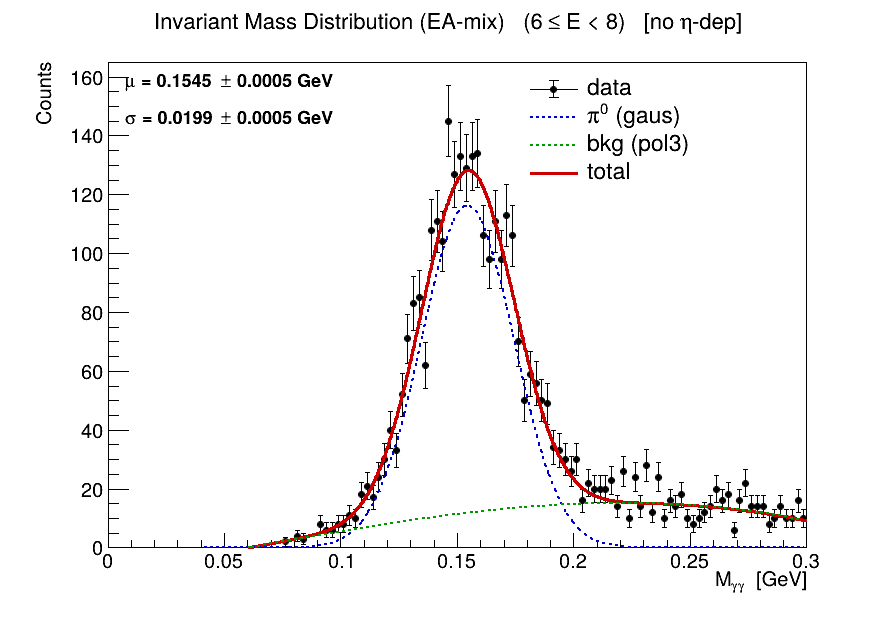 Invariant Mass Distribution (EA-mix) (6 ≤ E < 8) [no η-dep]
Counts
μ = 0.1545 ± 0.0005 GeV
σ = 0.0199 ± 0.0005 GeV
data
π⁰ (gaus)
bkg (pol3)
total
160
140
120
100
80
60
40
20
0
0 0.05 0.1 0.15 0.2 0.25 0.3
Mγγ [GeV]